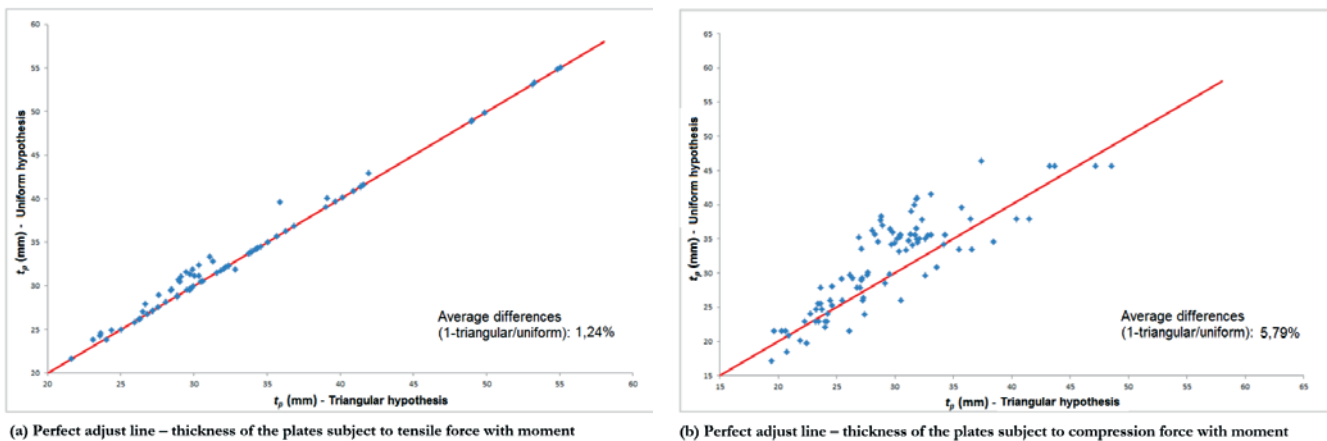 60
55
50
45
40
35
30
25
20
tp (mm) - Uniform hypothesis
Average differences
(1-triangular/uniform): 1,24%
20 25 30 35 40 45 50 55 60
tp (mm) - Triangular hypothesis
(a) Perfect adjust line – thickness of the plates subject to tensile force with moment
65
60
55
50
45
40
35
30
25
20
15
tp (mm) - Uniform hypothesis
Average differences
(1-triangular/uniform): 5,79%
15 20 25 30 35 40 45 50 55 60 65
tp (mm) - Triangular hypothesis
(b) Perfect adjust line – thickness of the plates subject to compression force with moment